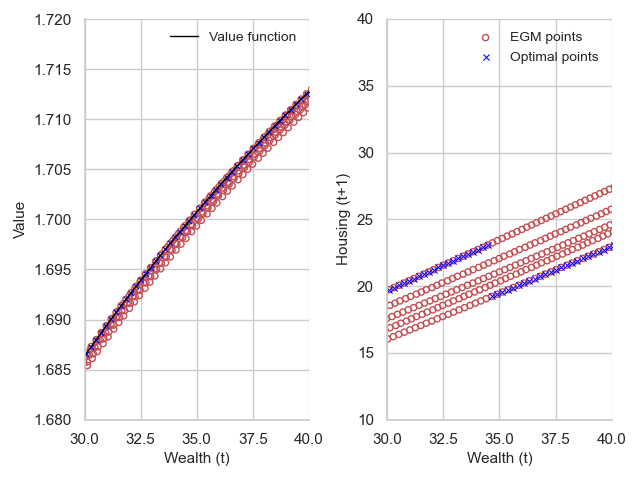 1.720
1.715
1.710
1.705
1.700
1.695
1.690
1.685
1.680
Value
30.0 32.5 35.0 37.5 40.0
Wealth (t)
Value function
40
35
30
25
20
15
10
Housing (t+1)
30.0 32.5 35.0 37.5 40.0
Wealth (t)
EGM points
Optimal points